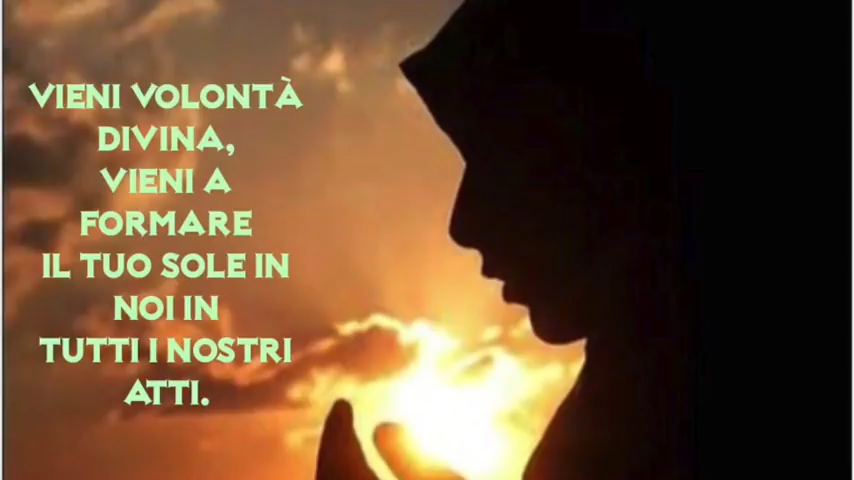 VIENI VOLONTÀ
DIVINA,
VIENI A
FORMARE
IL TUO SOLE IN
NOI IN
TUTTI I NOSTRI
ATTI.